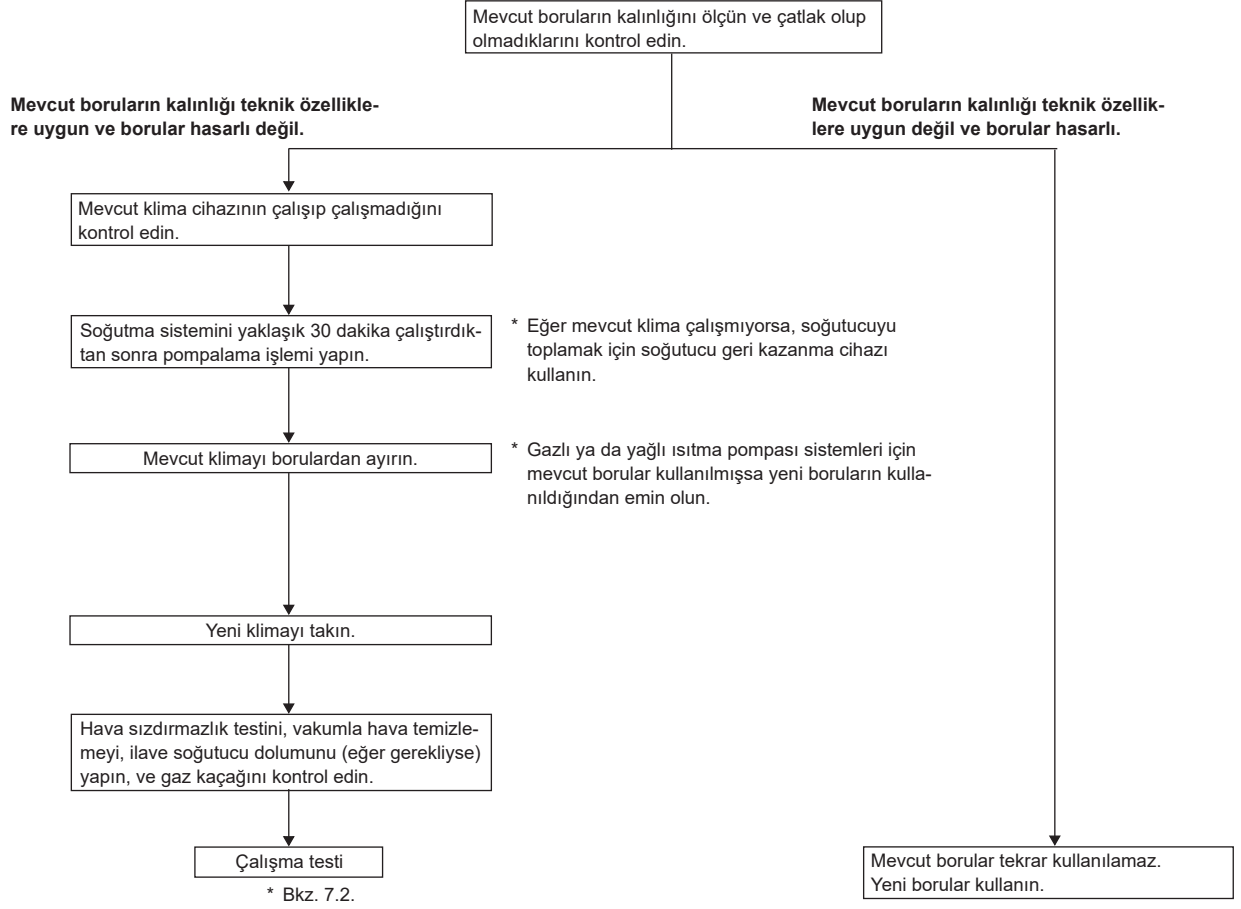 Mevcut boruların kalınlığını ölçün ve çatlak olup
olmadıklarını kontrol edin.
Mevcut boruların kalınlığı teknik özellikle-
re uygun ve borular hasarlı değil.
Mevcut boruların kalınlığı teknik özellik-
lere uygun değil ve borular hasarlı.
Mevcut klima cihazının çalışıp çalışmadığını
kontrol edin.
Soğutma sistemini yaklaşık 30 dakika çalıştırdık-
tan sonra pompalama işlemi yapın.
* Eğer mevcut klima çalışmıyorsa, soğutucuyu
toplamak için soğutucu geri kazanma cihazı
kullanın.
Mevcut klimayı borulardan ayırın.
* Gazlı ya da yağlı ısıtma pompası sistemleri için
mevcut borular kullanılmışsa yeni boruların kulla-
nıldığından emin olun.
Yeni klimayı takın.
Hava sızdırmazlık testini, vakumla hava temizle-
meyi, ilave soğutucu dolumunu (eğer gerekliyse)
yapın, ve gaz kaçağını kontrol edin.
Çalışma testi
* Bkz. 7.2.
Mevcut borular tekrar kullanılamaz.
Yeni borular kullanın.